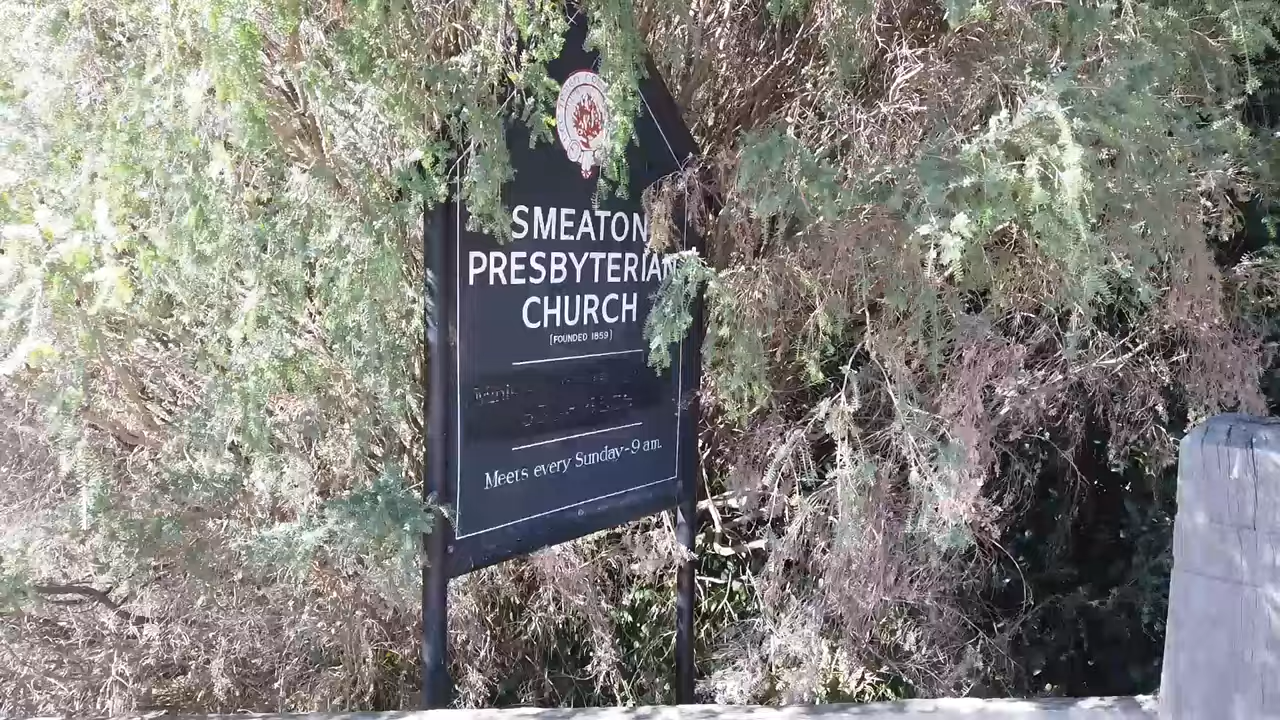 SMEATON
PRESBYTERIAN
CHURCH
[FOUNDED 1859]
Meets every Sunday-9 am.